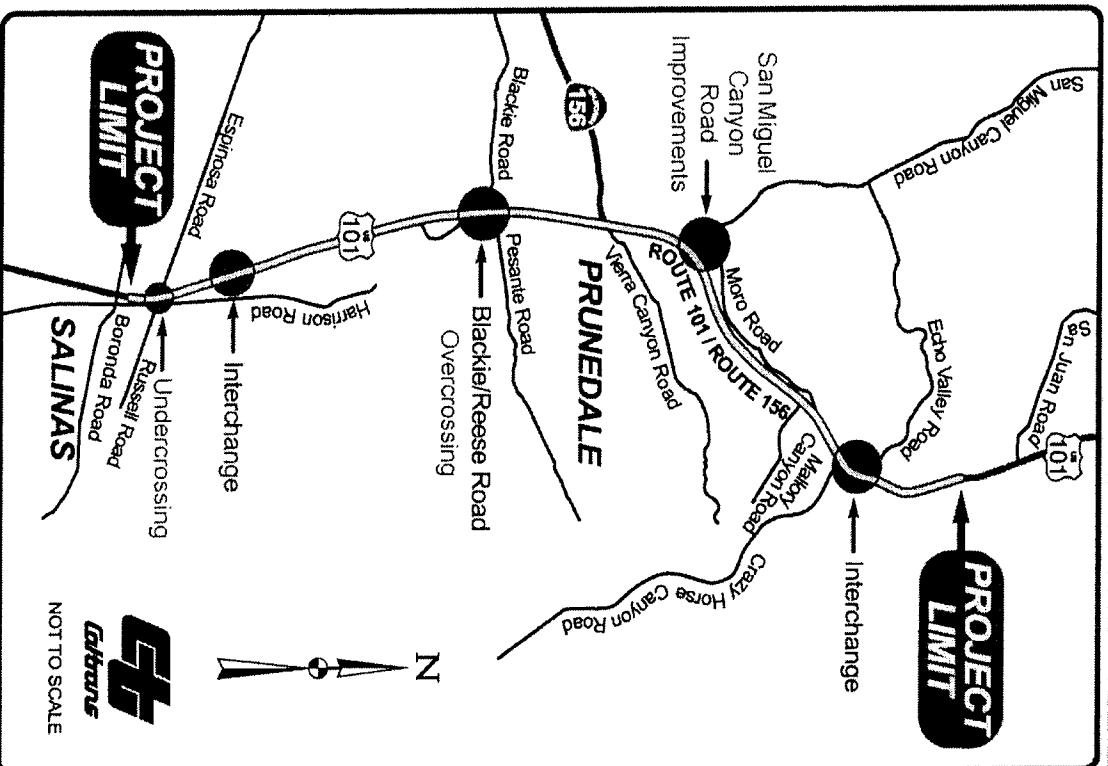 San Miguel Canyon Road
San Juan Road
US
101
Echo Valley Road
PROJECT
LIMIT
San Miguel
Canyon
Road
Improvements
Moro Road
ROUTE 101 / ROUTE 156
Interchange
Mallory
Canyon Road
Crazy Horse Canyon Road
156
Vierra Canyon Road
PRUNEDALE
Blackie Road
Pesante Road
Blackie/Reese Road
Overcrossing
US
101
Espinosa Road
Harrison Road
Interchange
Undercrossing
Russell Road
Boronda Road
SALINAS
PROJECT
LIMIT
N
Caltrans
NOT TO SCALE